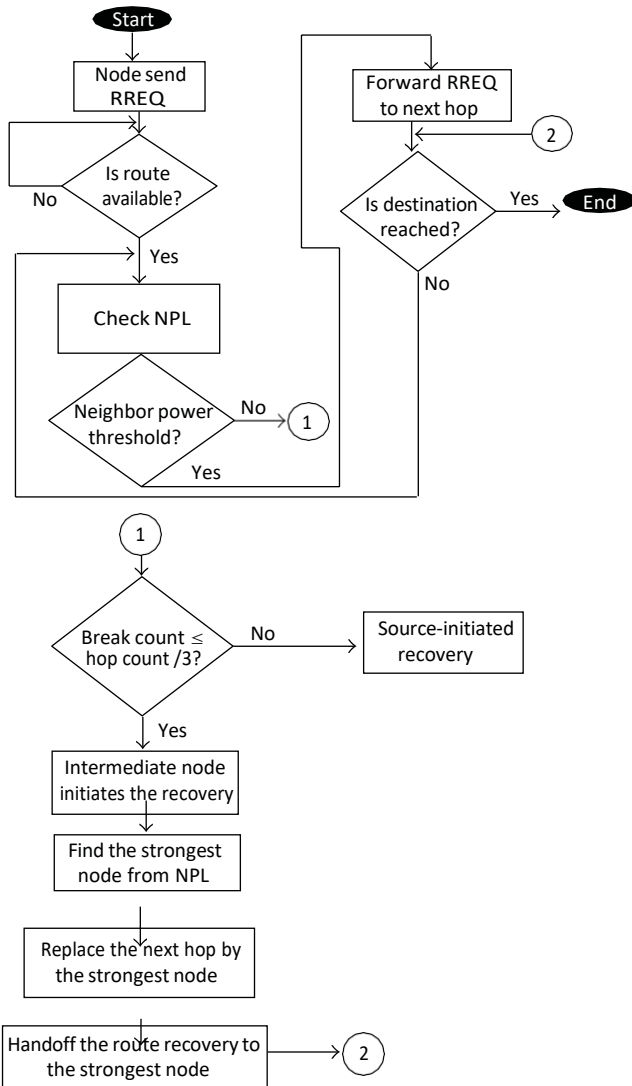 Start
Node send
RREQ
Is route
available?
No
Yes
Check NPL
Neighbor power
threshold?
No
1
Yes
Forward RREQ
to next hop
2
Is destination
reached?
Yes
End
No
1
Break count ≤
hop count /3?
No
Source-initiated
recovery
Yes
Intermediate node
initiates the recovery
Find the strongest
node from NPL
Replace the next hop by
the strongest node
Handoff the route recovery to
the strongest node
2